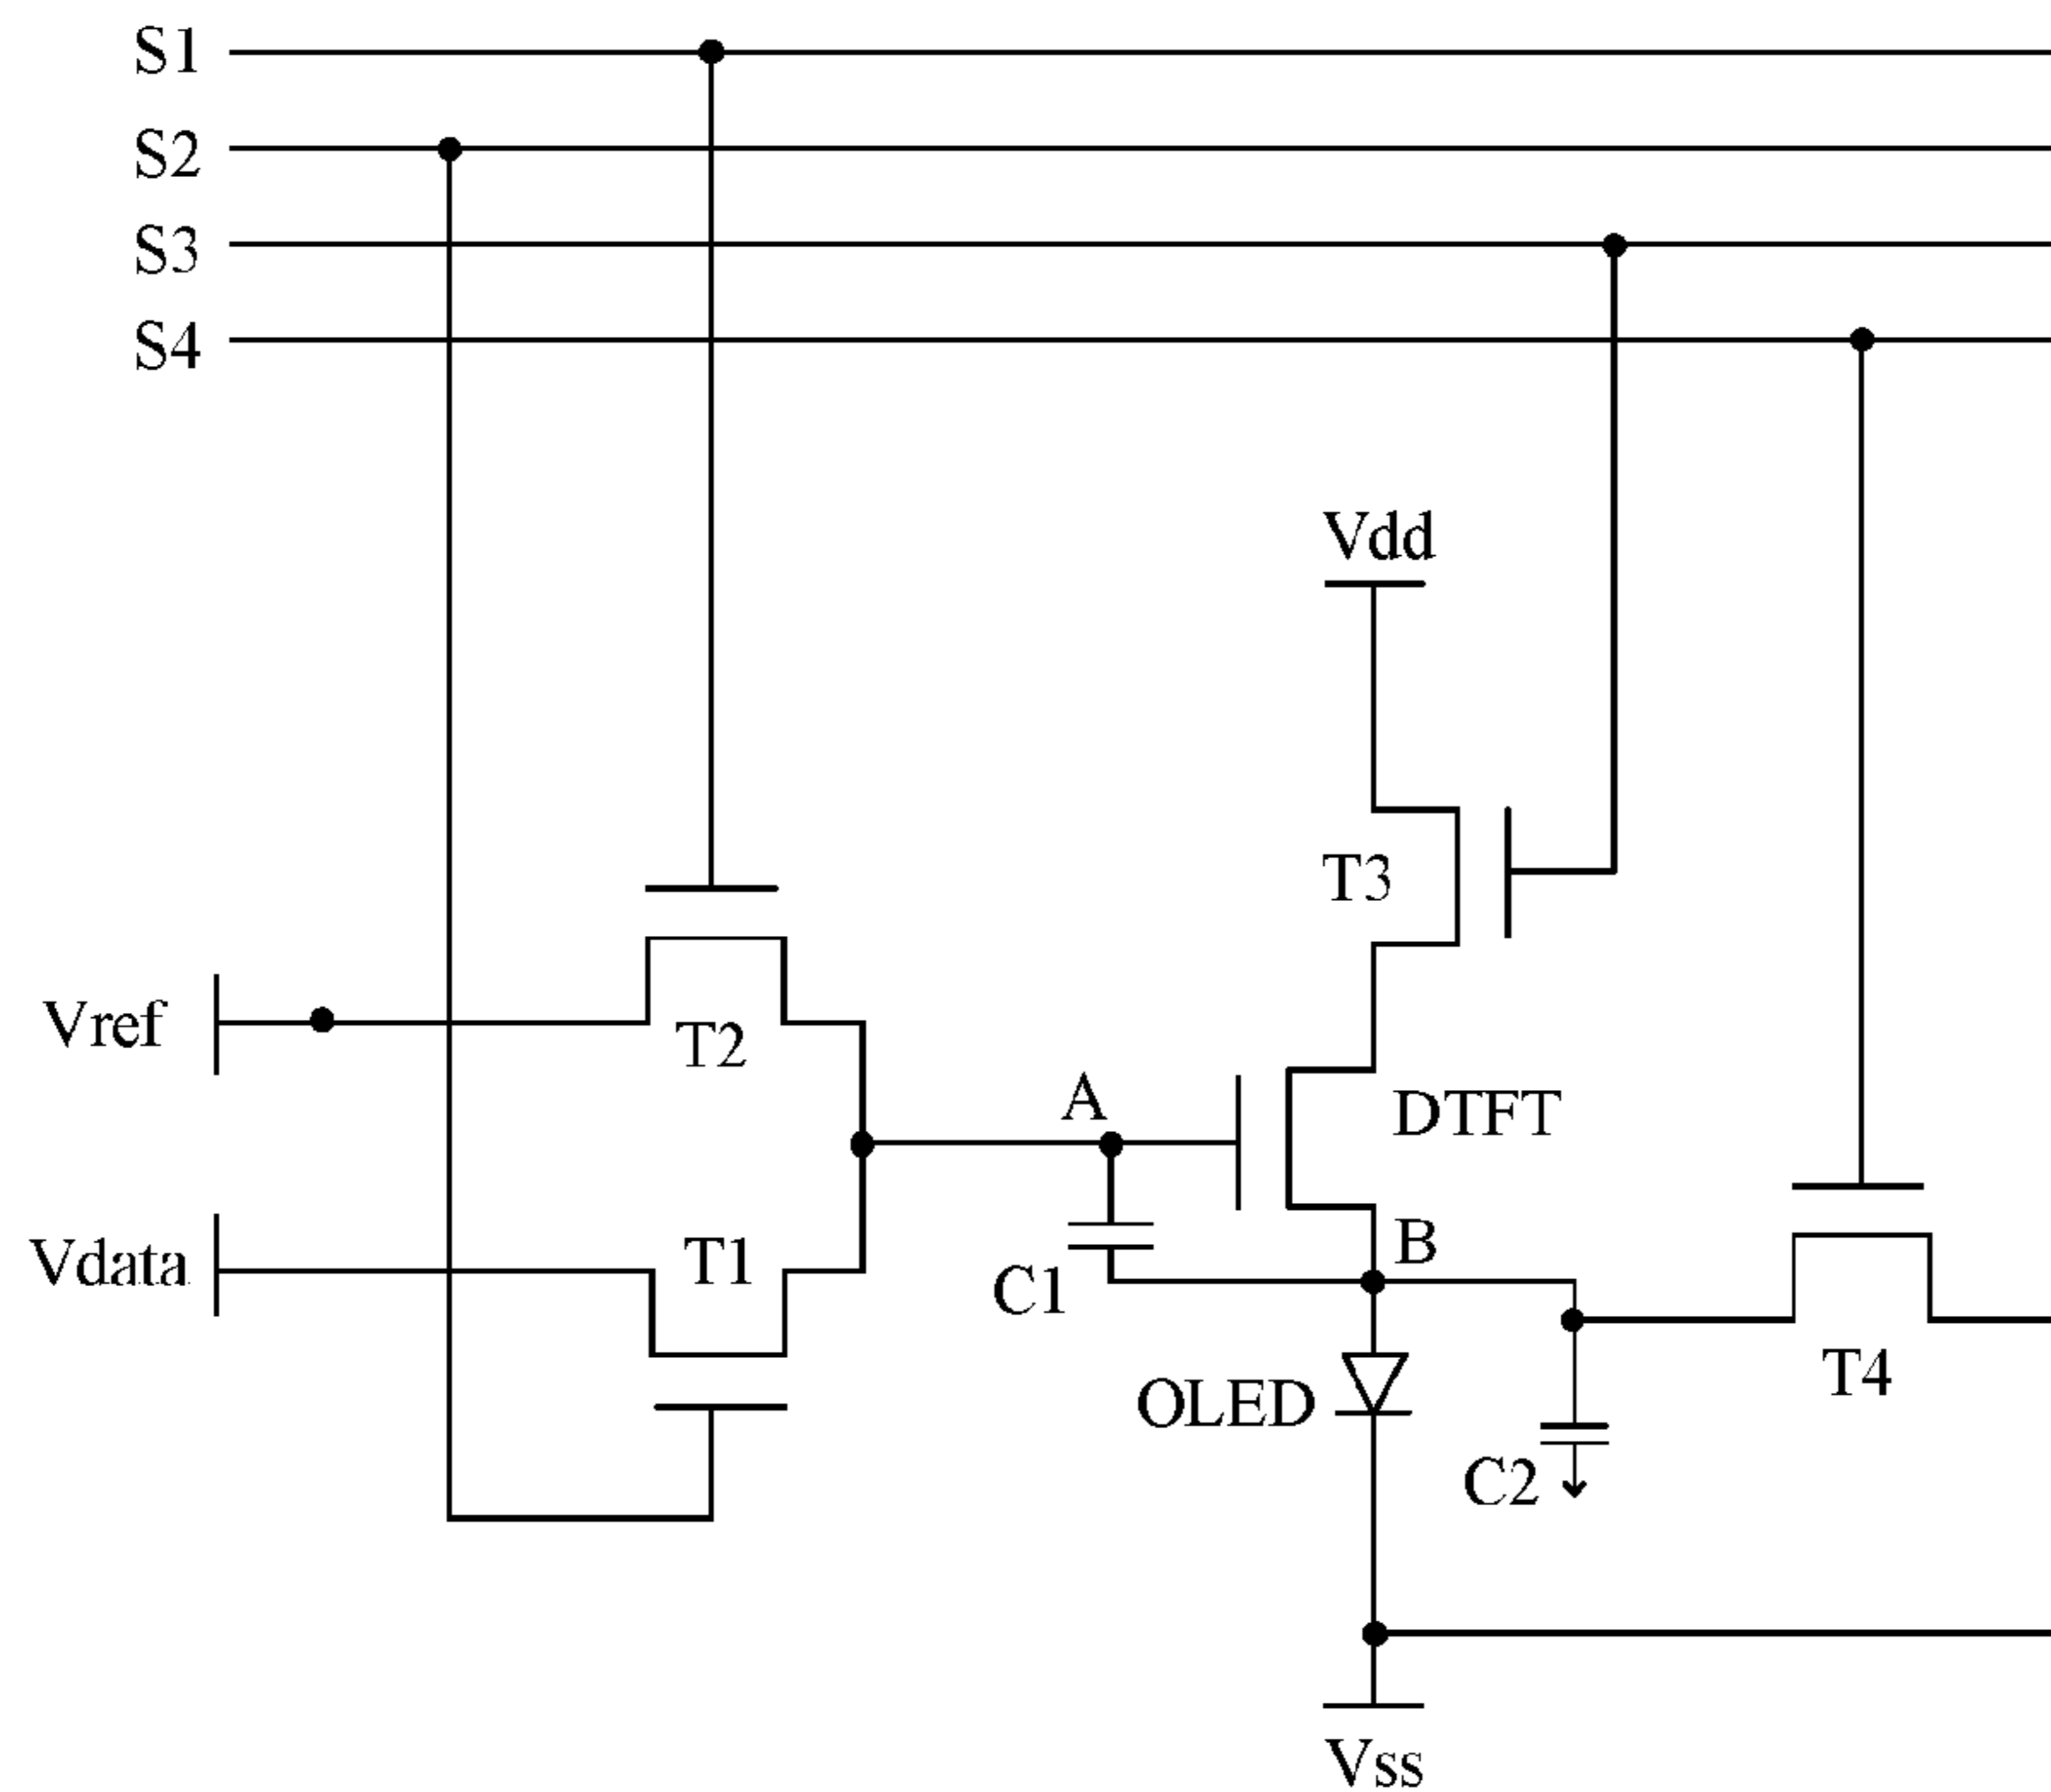 S1
S2
S3
S4
Vdd
T3
Vref
T2
A
DTFT
Vdata
T1
B
C1
OLED
T4
C2
Vss